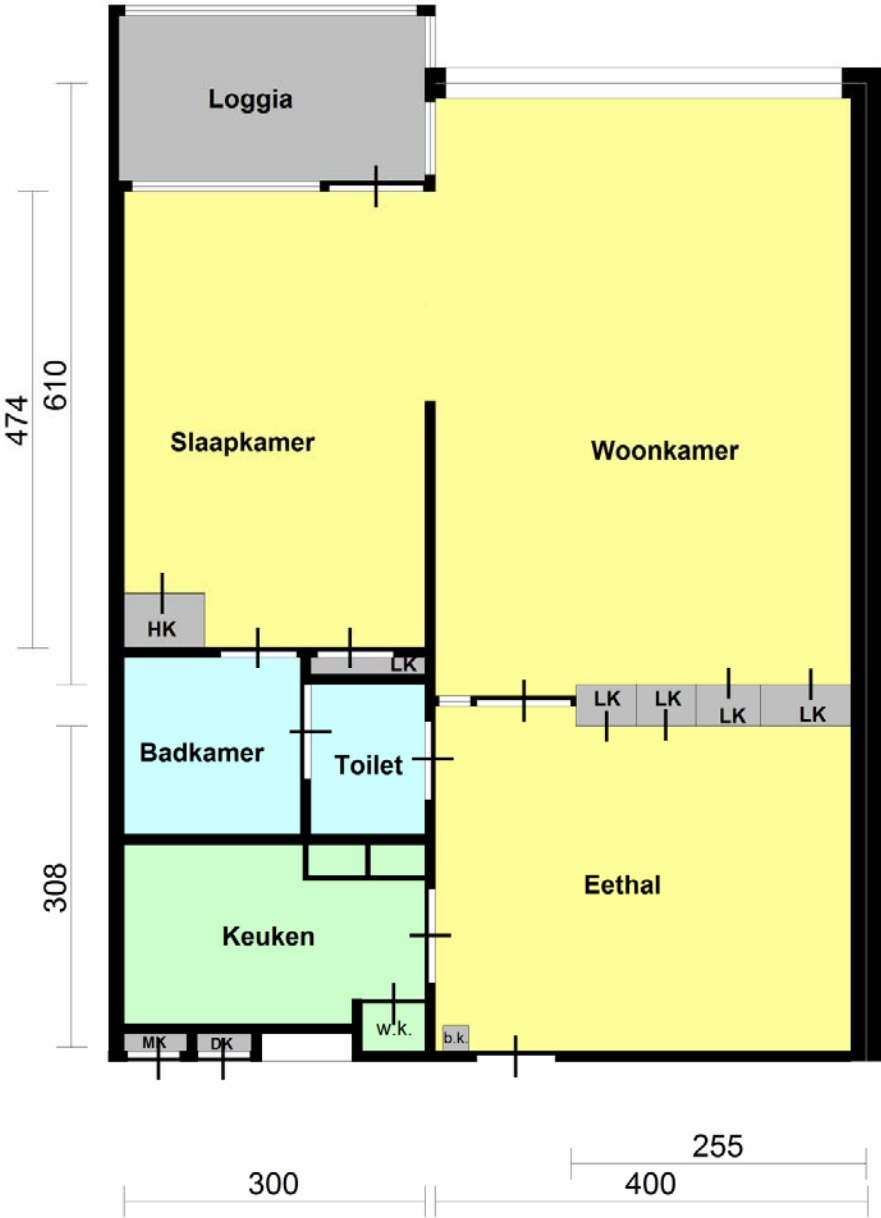 Loggia
610
474
Slaapkamer
Woonkamer
HK
LK
LK
LK
LK
LK
Badkamer
Toilet
308
Eethal
Keuken
w.k.
b.k.
MK
DK
255
300
400